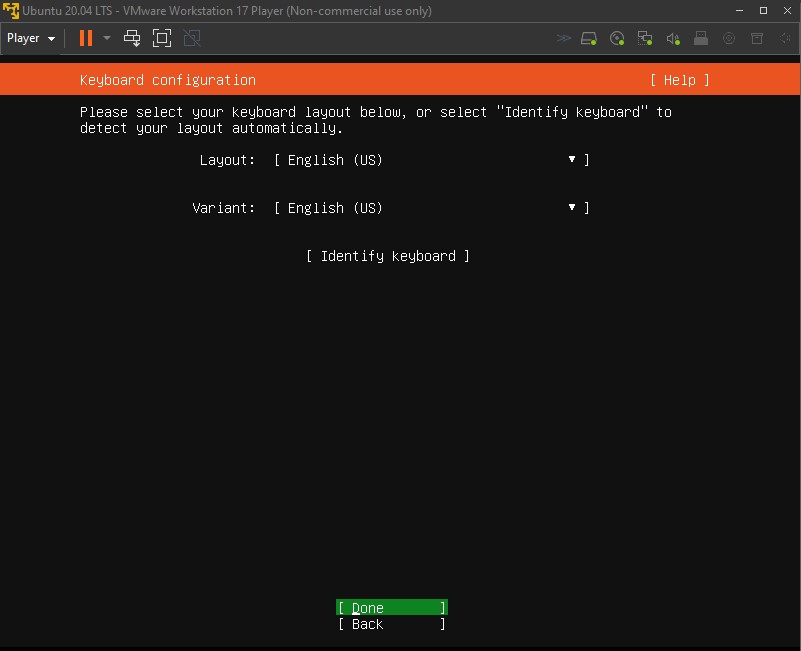 Ubuntu 20.04 LTS - VMware Workstation 17 Player (Non-commercial use only)
Player
Keyboard configuration [ Help ]
Please select your keyboard layout below, or select "Identify keyboard" to
detect your layout automatically.
Layout: [ English (US) ▾ ]
Variant: [ English (US) ▾ ]
[ Identify keyboard ]
[ Done ]
[ Back ]